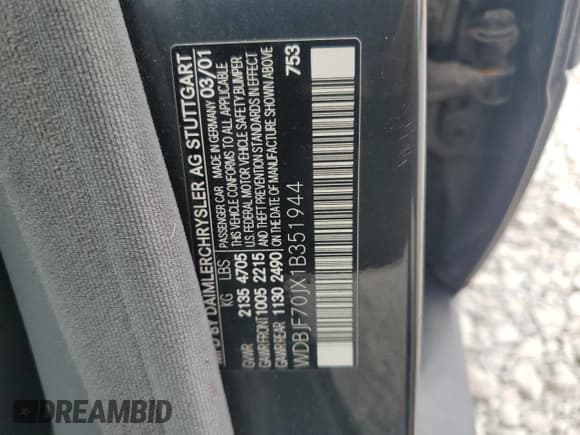 MFD BY DAIMLERCHRYSLER AG STUTTGART
PASSENGER CAR MADE IN GERMANY 03/01
KG LBS THIS VEHICLE CONFORMS TO ALL APPLICABLE
GVWR 2135 4705 U.S. FEDERAL MOTOR VEHICLE SAFETY, BUMPER
GAWR FRONT 1005 2215 AND THEFT PREVENTION STANDARDS IN EFFECT
GAWR REAR 1130 2490 ON THE DATE OF MANUFACTURE SHOWN ABOVE
WDBJF70JX1B351944 753
DREAMBID